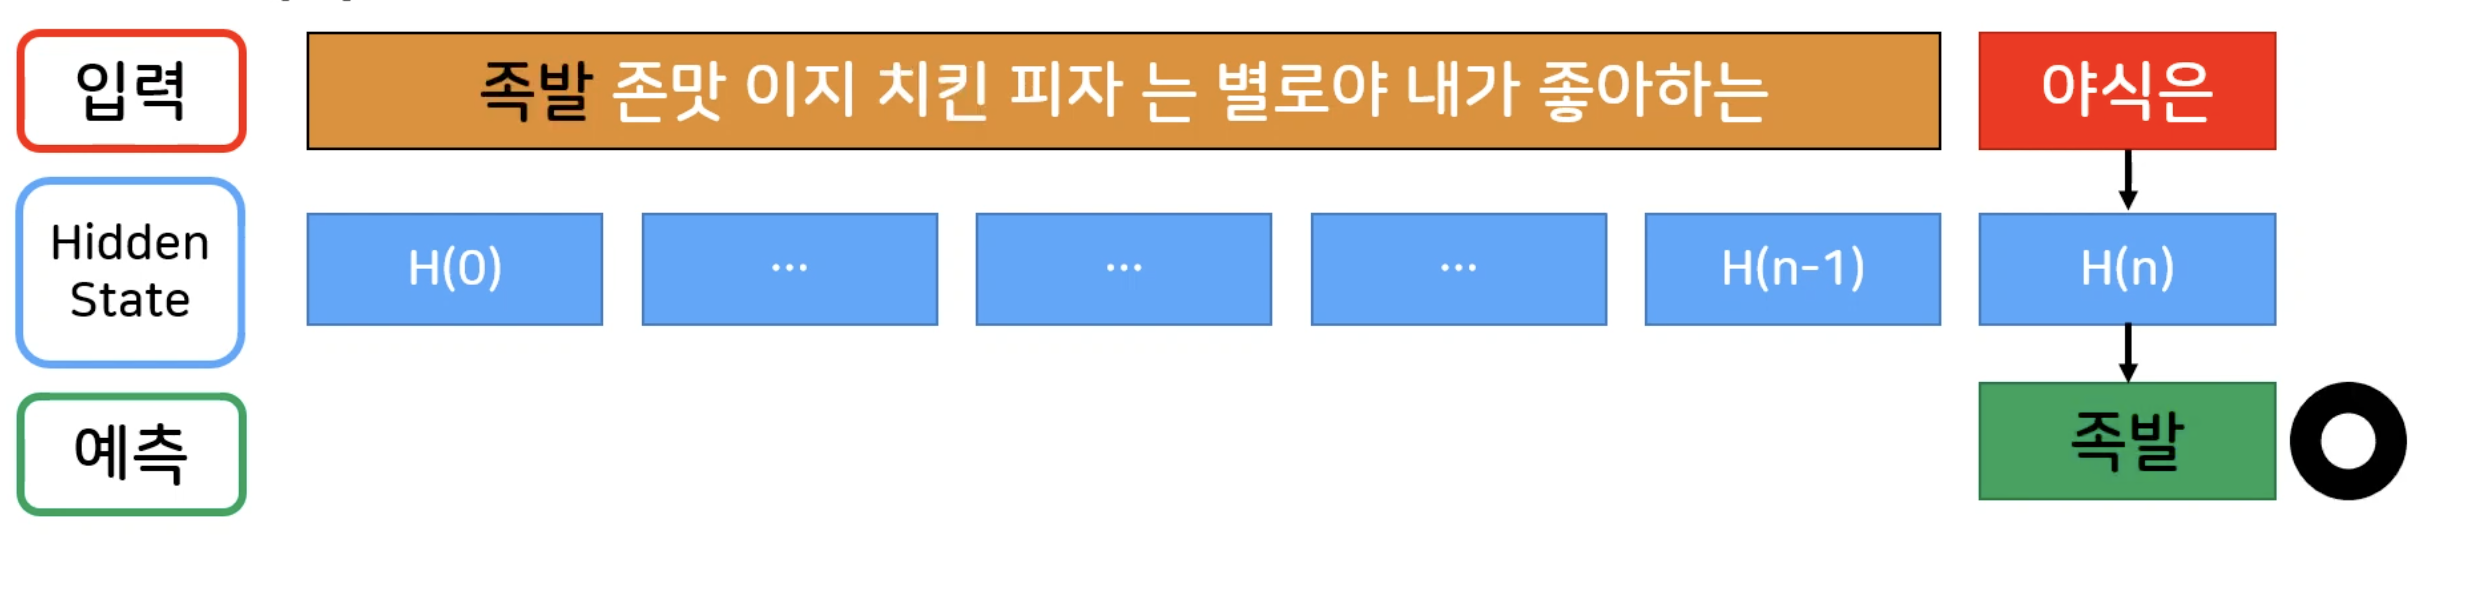 입력
족발 존맛 이지 치킨 피자 는 별로야 내가 좋아하는
야식은
Hidden
State
H(0)
...
...
...
H(n-1)
H(n)
예측
족발